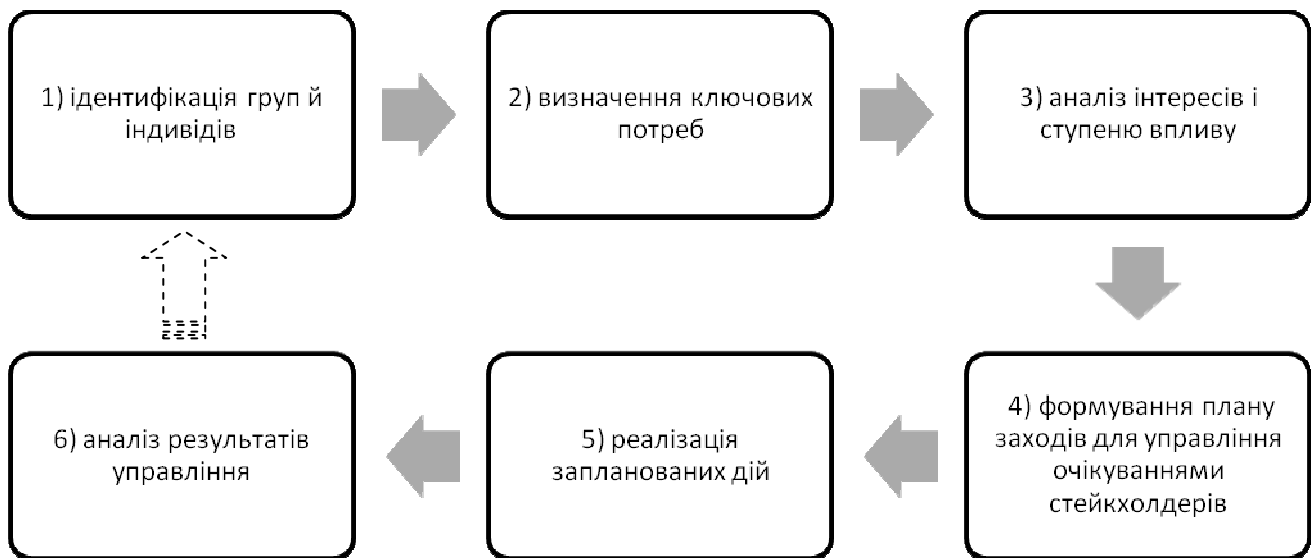 1) ідентифікація груп й
індивідів
2) визначення ключових
потреб
3) аналіз інтересів і
ступеню впливу
4) формування плану
заходів для управління
очікуваннями
стейкхолдерів
5) реалізація
запланованих дій
6) аналіз результатів
управління